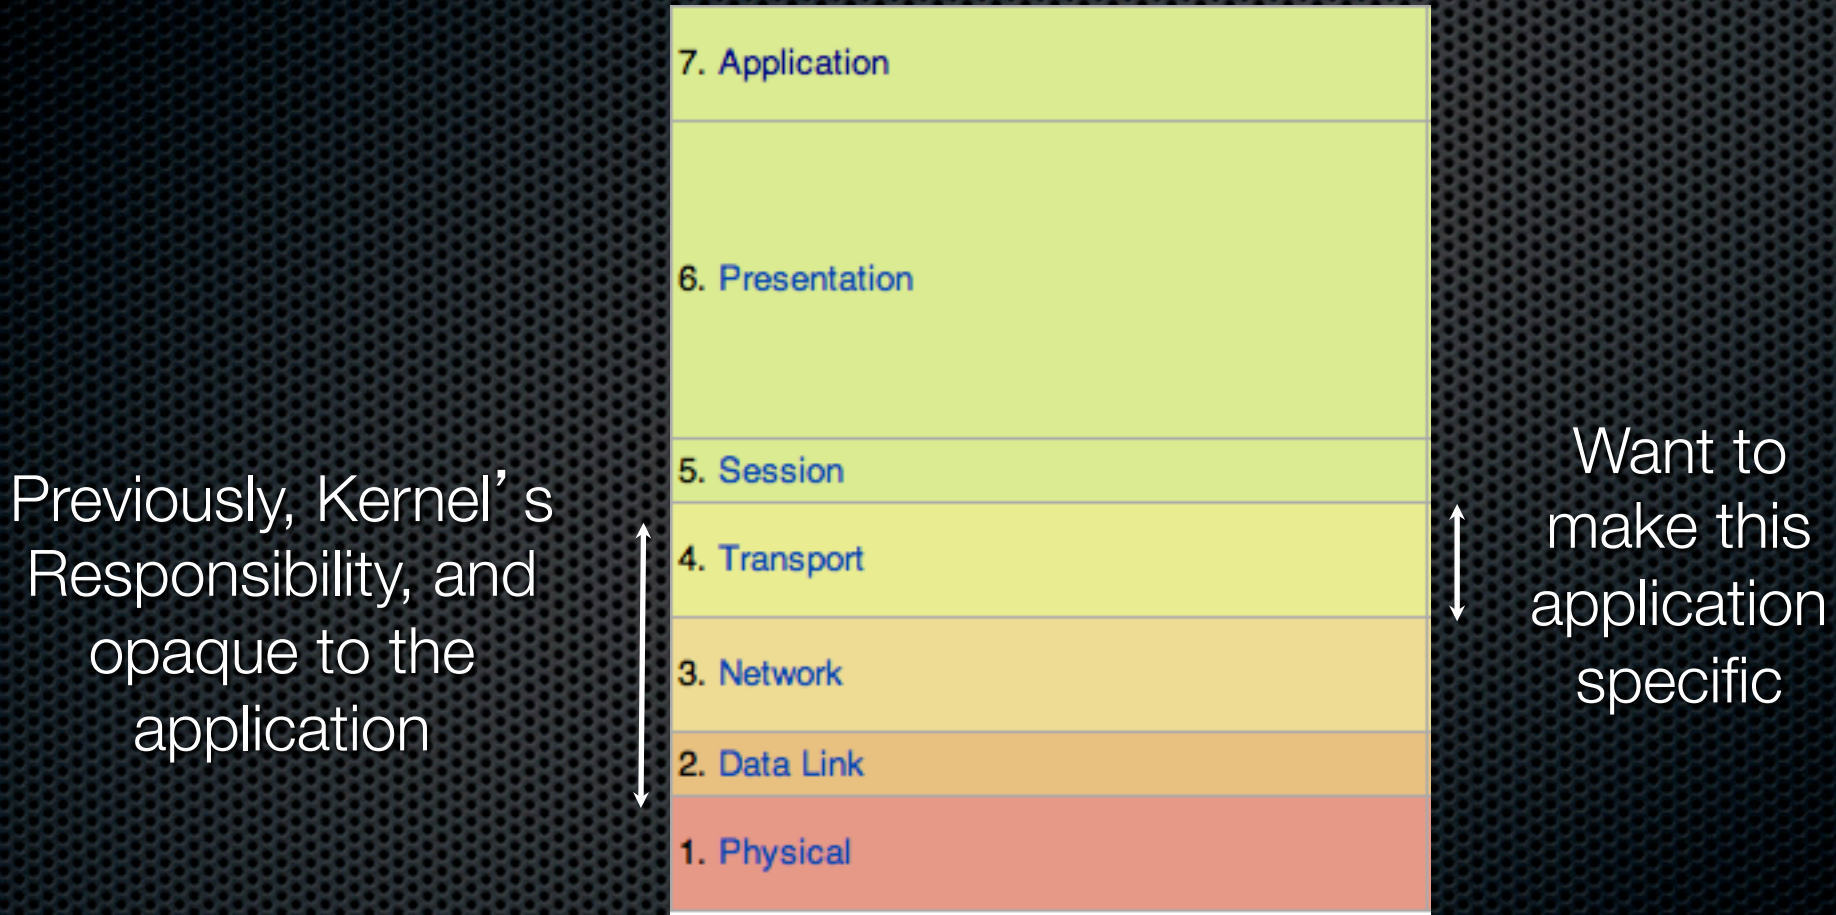 7. Application
6. Presentation
5. Session
4. Transport
3. Network
2. Data Link
1. Physical
Previously, Kernel’s
Responsibility, and
opaque to the
application
Want to
make this
application
specific